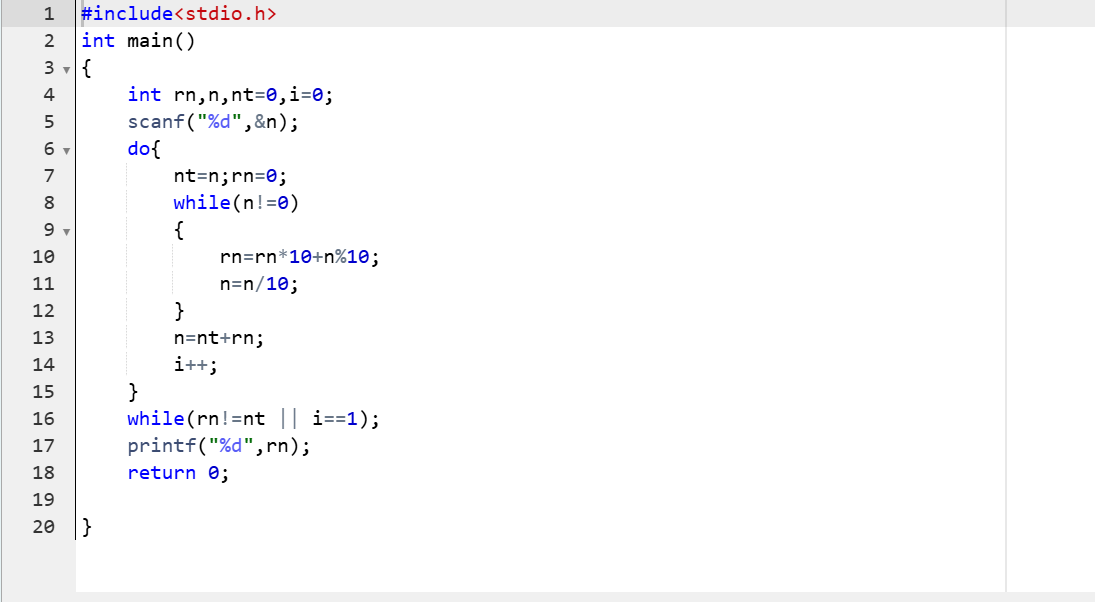 1 #include<stdio.h>
2 int main()
3 {
4     int rn,n,nt=0,i=0;
5     scanf("%d",&n);
6     do{
7         nt=n;rn=0;
8         while(n!=0)
9         {
10             rn=rn*10+n%10;
11             n=n/10;
12         }
13         n=nt+rn;
14         i++;
15     }
16     while(rn!=nt || i==1);
17     printf("%d",rn);
18     return 0;
19
20 }